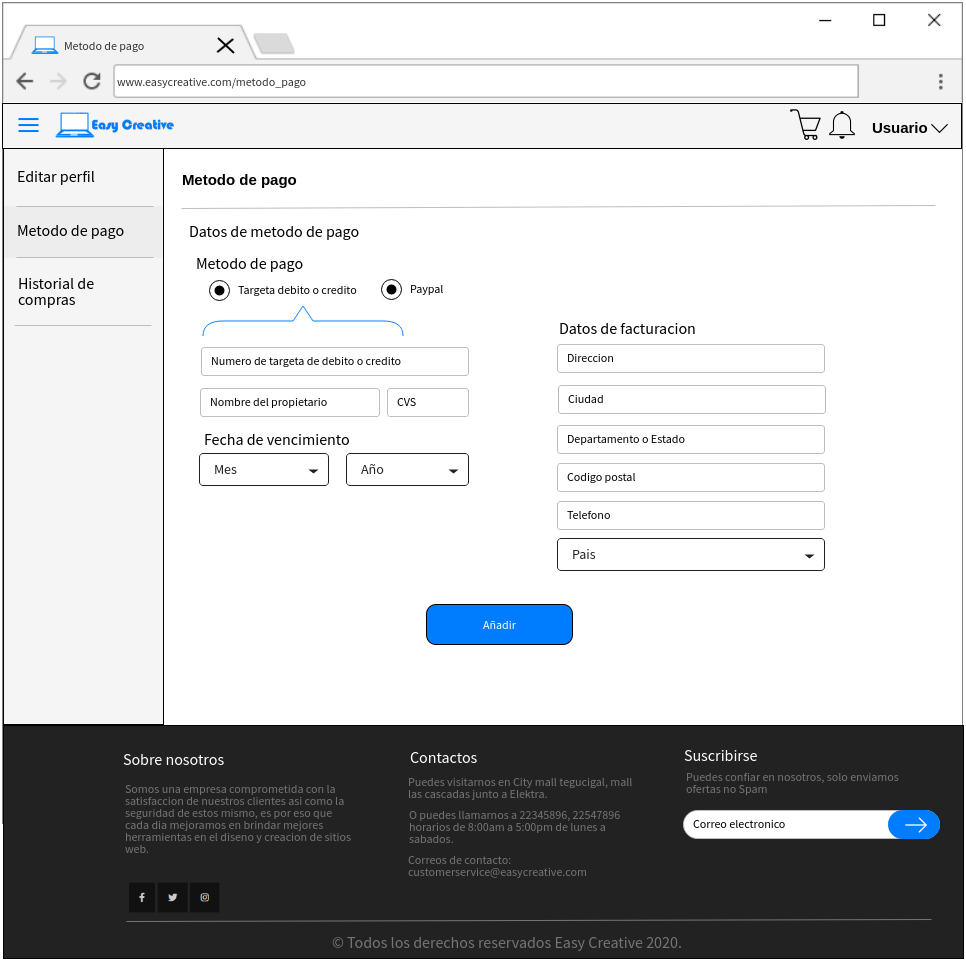 Metodo de pago
www.easycreative.com/metodo_pago
Easy Creative
Usuario
Editar perfil
Metodo de pago
Historial de
compras
Metodo de pago
Datos de metodo de pago
Metodo de pago
Targeta debito o credito
Paypal
Numero de targeta de debito o credito
Nombre del propietario
CVS
Fecha de vencimiento
Mes
Año
Datos de facturacion
Direccion
Ciudad
Departamento o Estado
Codigo postal
Telefono
Pais
Añadir
Sobre nosotros
Somos una empresa comprometida con la
satisfaccion de nuestros clientes asi como la
seguridad de estos mismo, es por eso que
cada dia mejoramos en brindar mejores
herramientas en el diseno y creacion de sitios
web.
Contactos
Puedes visitarnos en City mall tegucigal, mall
las cascadas junto a Elektra.
O puedes llamarnos a 22345896, 22547896
horarios de 8:00am a 5:00pm de lunes a
sabados.
Correos de contacto:
customerservice@easycreative.com
Suscribirse
Puedes confiar en nosotros, solo enviamos
ofertas no Spam
Correo electronico
© Todos los derechos reservados Easy Creative 2020.